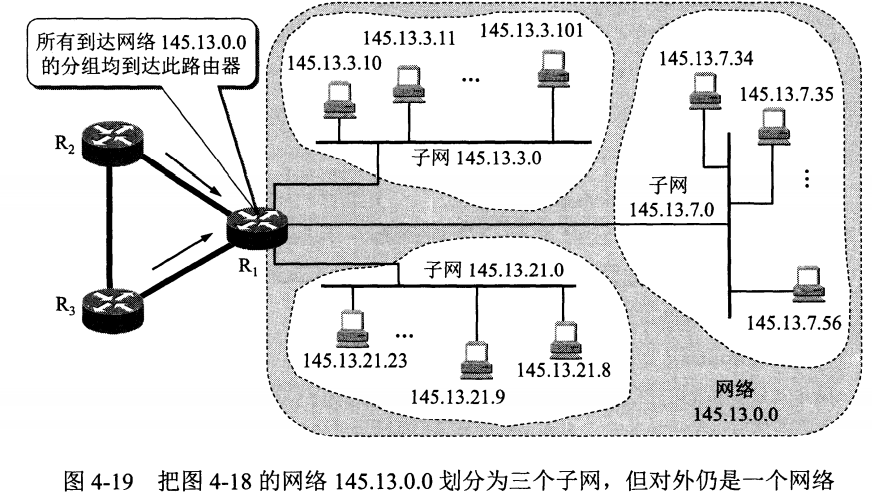 所有到达网络 145.13.0.0
的分组均到达此路由器
145.13.3.10
145.13.3.11
145.13.3.101
...
子网 145.13.3.0
145.13.7.34
145.13.7.35
子网
145.13.7.0
⋮
145.13.7.56
R2
R1
R3
子网 145.13.21.0
145.13.21.23
...
145.13.21.9
145.13.21.8
网络
145.13.0.0
图 4-19 把图 4-18 的网络 145.13.0.0 划分为三个子网，但对外仍是一个网络